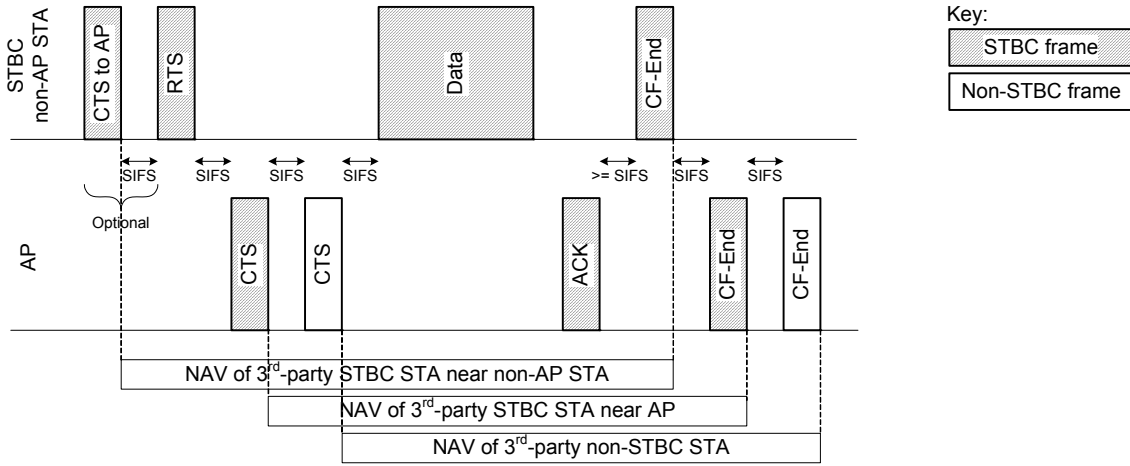 Key:
STBC frame
Non-STBC frame
STBC
non-AP STA
CTS to AP
RTS
Data
CF-End
SIFS
SIFS
SIFS
SIFS
>= SIFS
SIFS
SIFS
Optional
AP
CTS
CTS
ACK
CF-End
CF-End
NAV of 3rd-party STBC STA near non-AP STA
NAV of 3rd-party STBC STA near AP
NAV of 3rd-party non-STBC STA